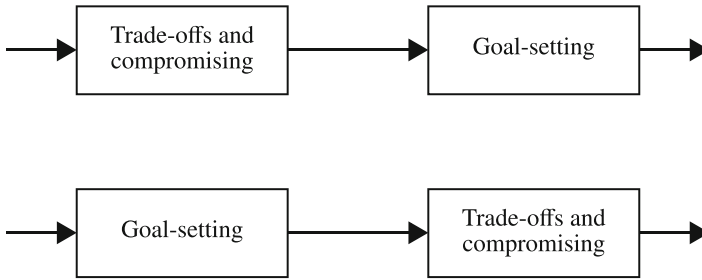 Trade-offs and
compromising
Goal-setting
Goal-setting
Trade-offs and
compromising